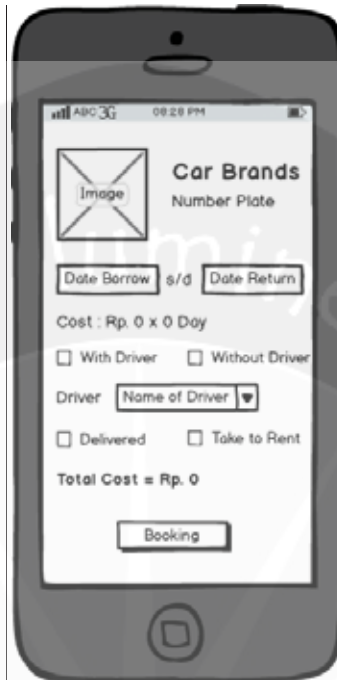 ABC 3G 08:28 PM
Car Brands
Image
Number Plate
Date Borrow s/d Date Return
Cost : Rp. 0 x 0 Day
With Driver Without Driver
Driver Name of Driver
Delivered Take to Rent
Total Cost = Rp. 0
Booking